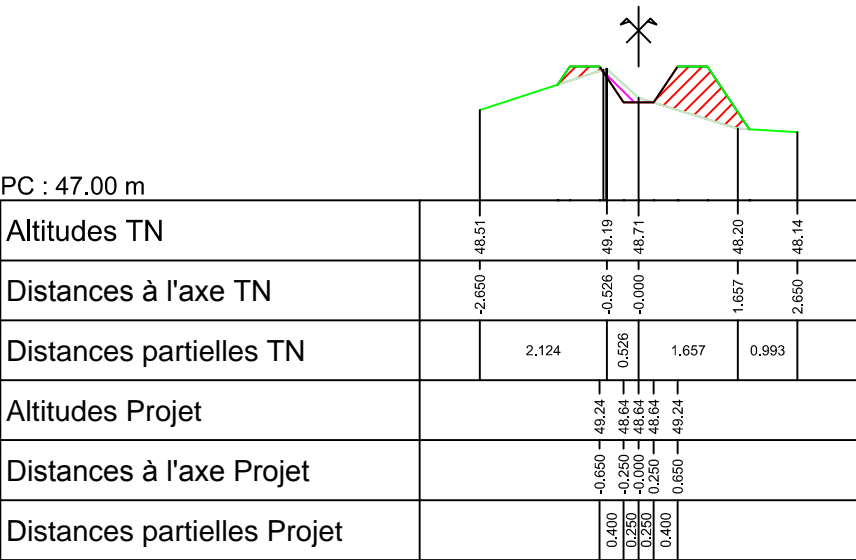 PC : 47.00 m
Altitudes TN
48.51 49.19 48.71 48.20 48.14
Distances à l'axe TN
-2.650 -0.526 -0.000 1.657 2.650
Distances partielles TN
2.124 0.526 1.657 0.993
Altitudes Projet
49.24 48.64 48.64 48.64 49.24
Distances à l'axe Projet
-0.650 -0.250 -0.000 0.250 0.650
Distances partielles Projet
0.400 0.250 0.250 0.400